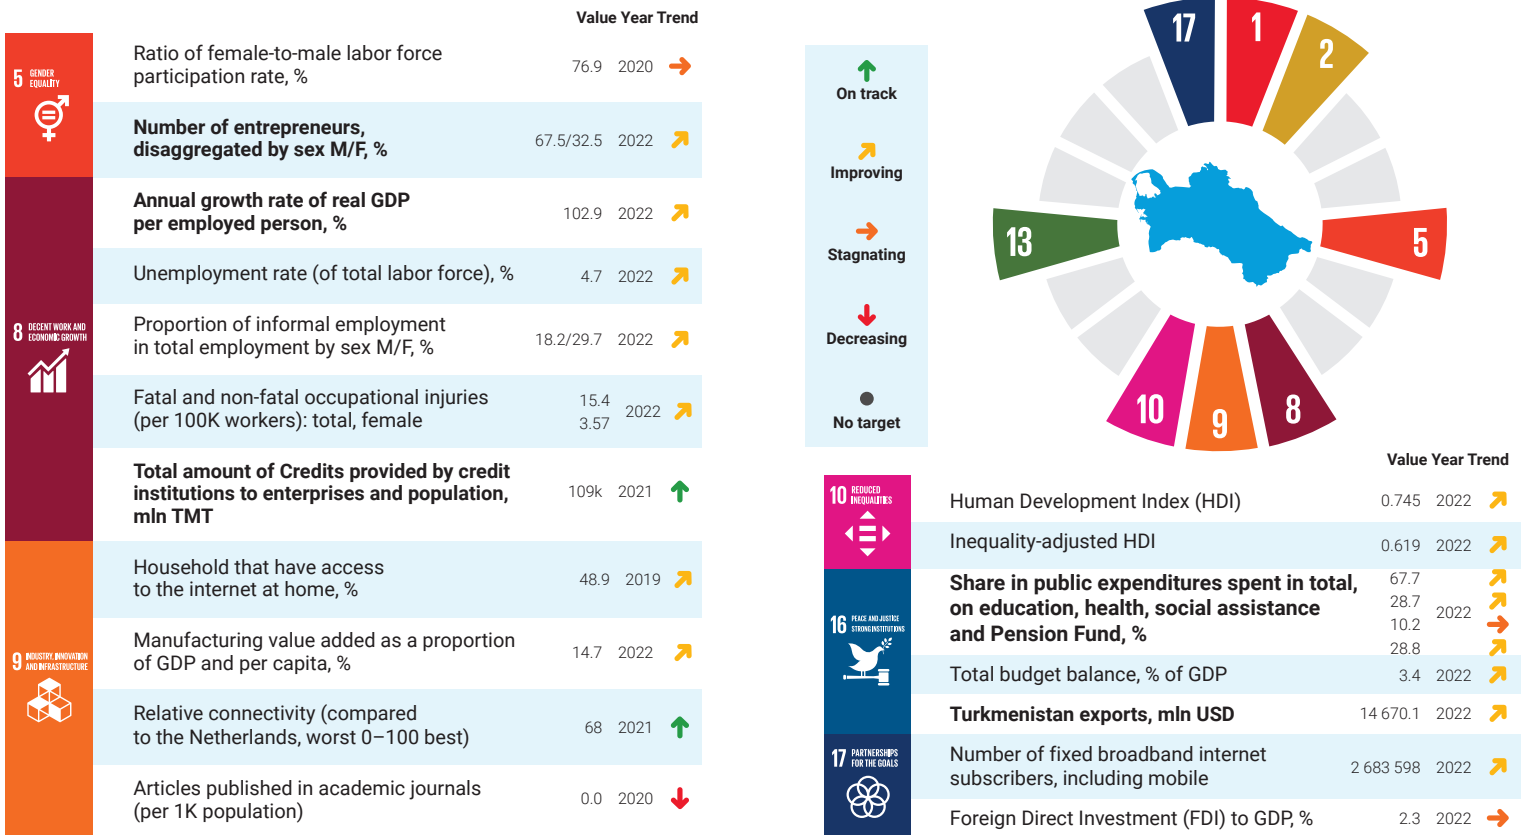 Value Year Trend
5 GENDER
EQUALITY
Ratio of female-to-male labor force
participation rate, %
76.9 2020
Number of entrepreneurs,
disaggregated by sex M/F, %
67.5/32.5 2022
8 DECENT WORK AND
ECONOMIC GROWTH
Annual growth rate of real GDP
per employed person, %
102.9 2022
Unemployment rate (of total labor force), %
4.7 2022
Proportion of informal employment
in total employment by sex M/F, %
18.2/29.7 2022
Fatal and non-fatal occupational injuries
(per 100K workers): total, female
15.4
3.57
2022
Total amount of Credits provided by credit
institutions to enterprises and population,
mln TMT
109k 2021
9 INDUSTRY, INNOVATION
AND INFRASTRUCTURE
Household that have access
to the internet at home, %
48.9 2019
Manufacturing value added as a proportion
of GDP and per capita, %
14.7 2022
Relative connectivity (compared
to the Netherlands, worst 0–100 best)
68 2021
Articles published in academic journals
(per 1K population)
0.0 2020
On track
Improving
Stagnating
Decreasing
No target
17
1
2
13
5
10
9
8
Value Year Trend
10 REDUCED
INEQUALITIES
Human Development Index (HDI)
0.745 2022
Inequality-adjusted HDI
0.619 2022
16 PEACE AND JUSTICE
STRONG INSTITUTIONS
Share in public expenditures spent in total,
on education, health, social assistance
and Pension Fund, %
67.7
28.7
10.2
28.8
2022
Total budget balance, % of GDP
3.4 2022
Turkmenistan exports, mln USD
14 670.1 2022
17 PARTNERSHIPS
FOR THE GOALS
Number of fixed broadband internet
subscribers, including mobile
2 683 598 2022
Foreign Direct Investment (FDI) to GDP, %
2.3 2022